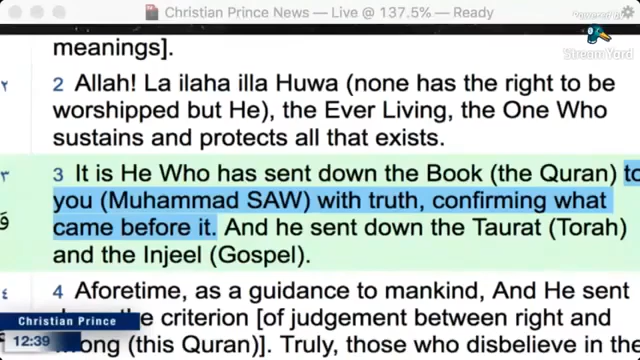 Christian Prince News — Live @ 137.5% — Ready
Powered by
StreamYard
meanings].
٢
2 Allah! La ilaha illa Huwa (none has the right to be
worshipped but He), the Ever Living, the One Who
sustains and protects all that exists.
٣
3 It is He Who has sent down the Book (the Quran) to
you (Muhammad SAW) with truth, confirming what
came before it. And he sent down the Taurat (Torah)
and the Injeel (Gospel).
٤
4 Aforetime, as a guidance to mankind, And He sent
the criterion [of judgement between right and
(this Quran)]. Truly, those who disbelieve in the
Christian Prince
12:39